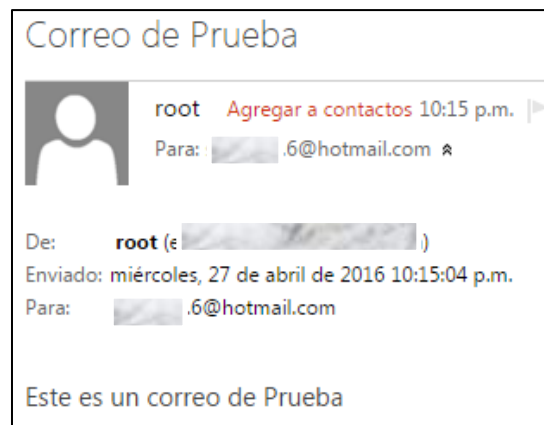 Correo de Prueba
root Agregar a contactos 10:15 p.m.
Para: .6@hotmail.com
De: root (e )
Enviado: miércoles, 27 de abril de 2016 10:15:04 p.m.
Para: .6@hotmail.com
Este es un correo de Prueba